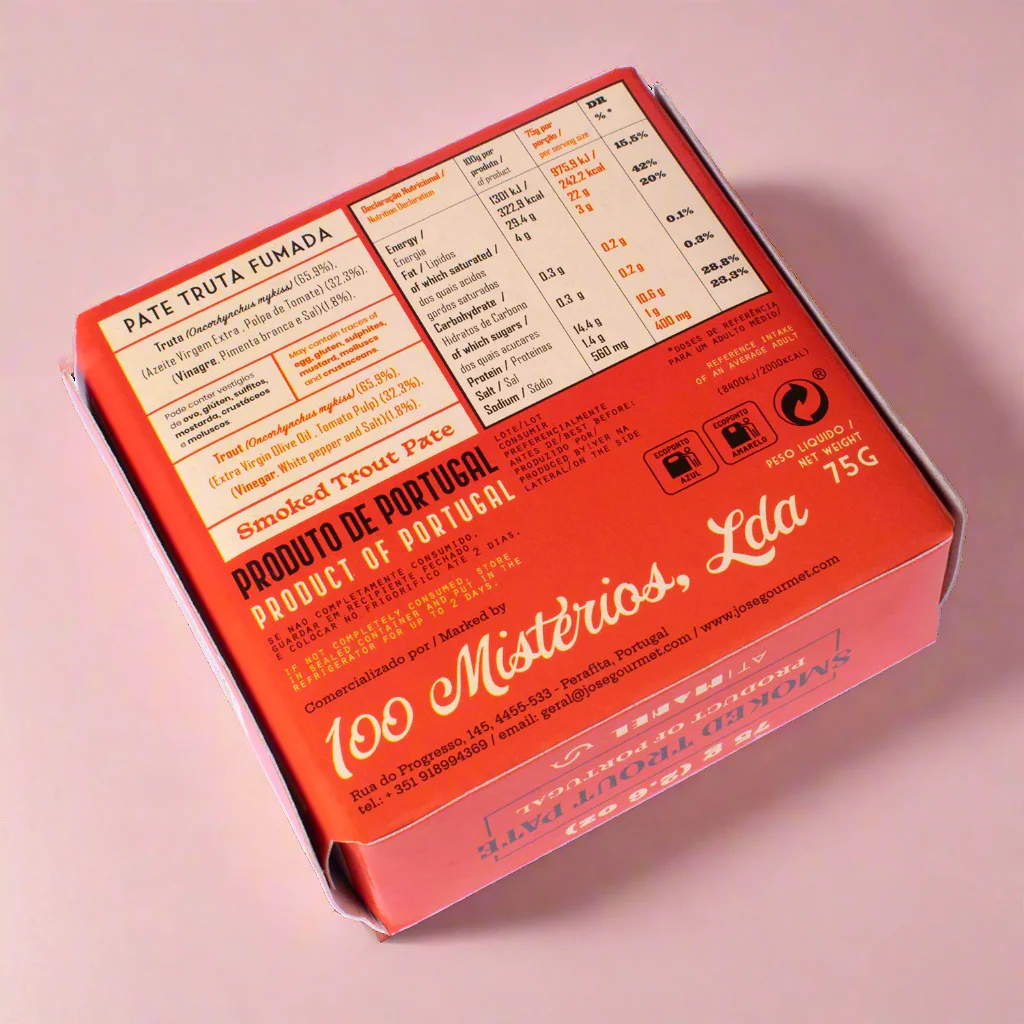 PATE TRUTA FUMADA
Truta (Oncorhynchus mykiss) (65.9%).
(Azeite Virgem Extra . Polpa de Tomate) (32.3%).
(Vinagre, Pimenta branca e Sal)(1.8%).
Pode conter vestígios
de ovo, glúten, sulfitos,
mostarda, crustáceos
e moluscos
May contain traces of
egg, gluten, sulphites,
mustard, molluscs
and crustaceans.
Trout (Oncorhynchus mykiss) (65.9%).
(Extra Virgin Olive Oil . Tomato Pulp) (32.3%).
(Vinegar, White pepper and Salt)(1.8%).
Smoked Trout Pate
Declaração Nutricional /
Nutrition Declaration
100g por
produto /
of product
75g por
porção /
per serving size
DR
% *
Energy /
Energia
1301 kJ /
322,9 kcal
975,9 kJ /
242,2 kcal
15,5%
Fat / Lípidos
29,4 g
22 g
42%
of which saturated /
dos quais acidos
gordos saturados
4 g
3 g
20%
Carbohydrate /
Hidratos de Carbono
0.3 g
0.2 g
0.1%
of which sugars /
dos quais acucares
0.3 g
0.2 g
0.3%
Protein / Proteinas
14.4 g
10.6 g
28,8%
Salt / Sal
1.4 g
1 g
23,3%
Sodium / Sódio
560 mg
400 mg
*DOSES DE REFERÊNCIA
PARA UM ADULTO MÉDIO/
REFERENCE INTAKE
OF AN AVERAGE ADULT
(8400KJ/2000KCAL)
PRODUTO DE PORTUGAL
PRODUCT OF PORTUGAL
LOTE/LOT
CONSUMIR
PREFERENCIALMENTE
ANTES DE/BEST BEFORE:
PRODUZIDO POR/
PRODUCED BY/VER NA
LATERAL/ON THE SIDE
ECOPONTO
AZUL
ECOPONTO
AMARELO
®
PESO LIQUIDO /
NET WEIGHT
75G
SE NAO COMPLETAMENTE CONSUMIDO,
GUARDAR EM RECIPIENTE FECHADO
E COLOCAR NO FRIGORIFICO ATE 2 DIAS.
IF NOT COMPLETELY CONSUMED, STORE
IN SEALED CONTAINER AND PUT IN THE
REFRIGERATOR FOR UP TO 2 DAYS.
Comercializado por / Marked by
100 Mistérios, Lda
Rua do Progresso, 145, 4455-533 - Perafita, Portugal
tel.: + 351 918994369 / email: geral@josegourmet.com / www.josegourmet.com
75 g (2.6 oz)
SMOKED TROUT PATE
PRODUCT OF PORTUGAL